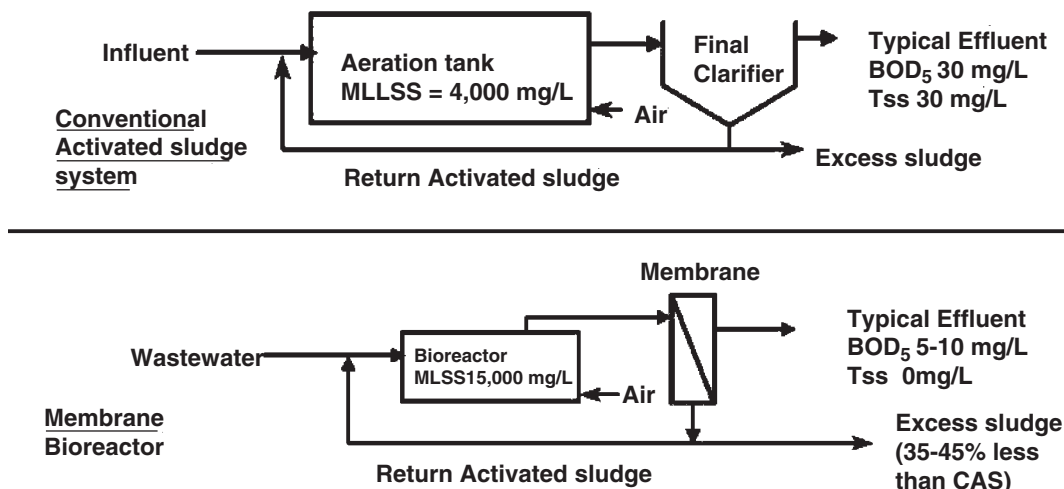 Influent
Aeration tank
MLLSS = 4,000 mg/L
Air
Final
Clarifier
Typical Effluent
BOD₅ 30 mg/L
Tss 30 mg/L
Conventional
Activated sludge
system
Return Activated sludge
Excess sludge
Membrane
Wastewater
Bioreactor
MLSS15,000 mg/L
Air
Typical Effluent
BOD₅ 5-10 mg/L
Tss 0mg/L
Membrane
Bioreactor
Return Activated sludge
Excess sludge
(35-45% less
than CAS)